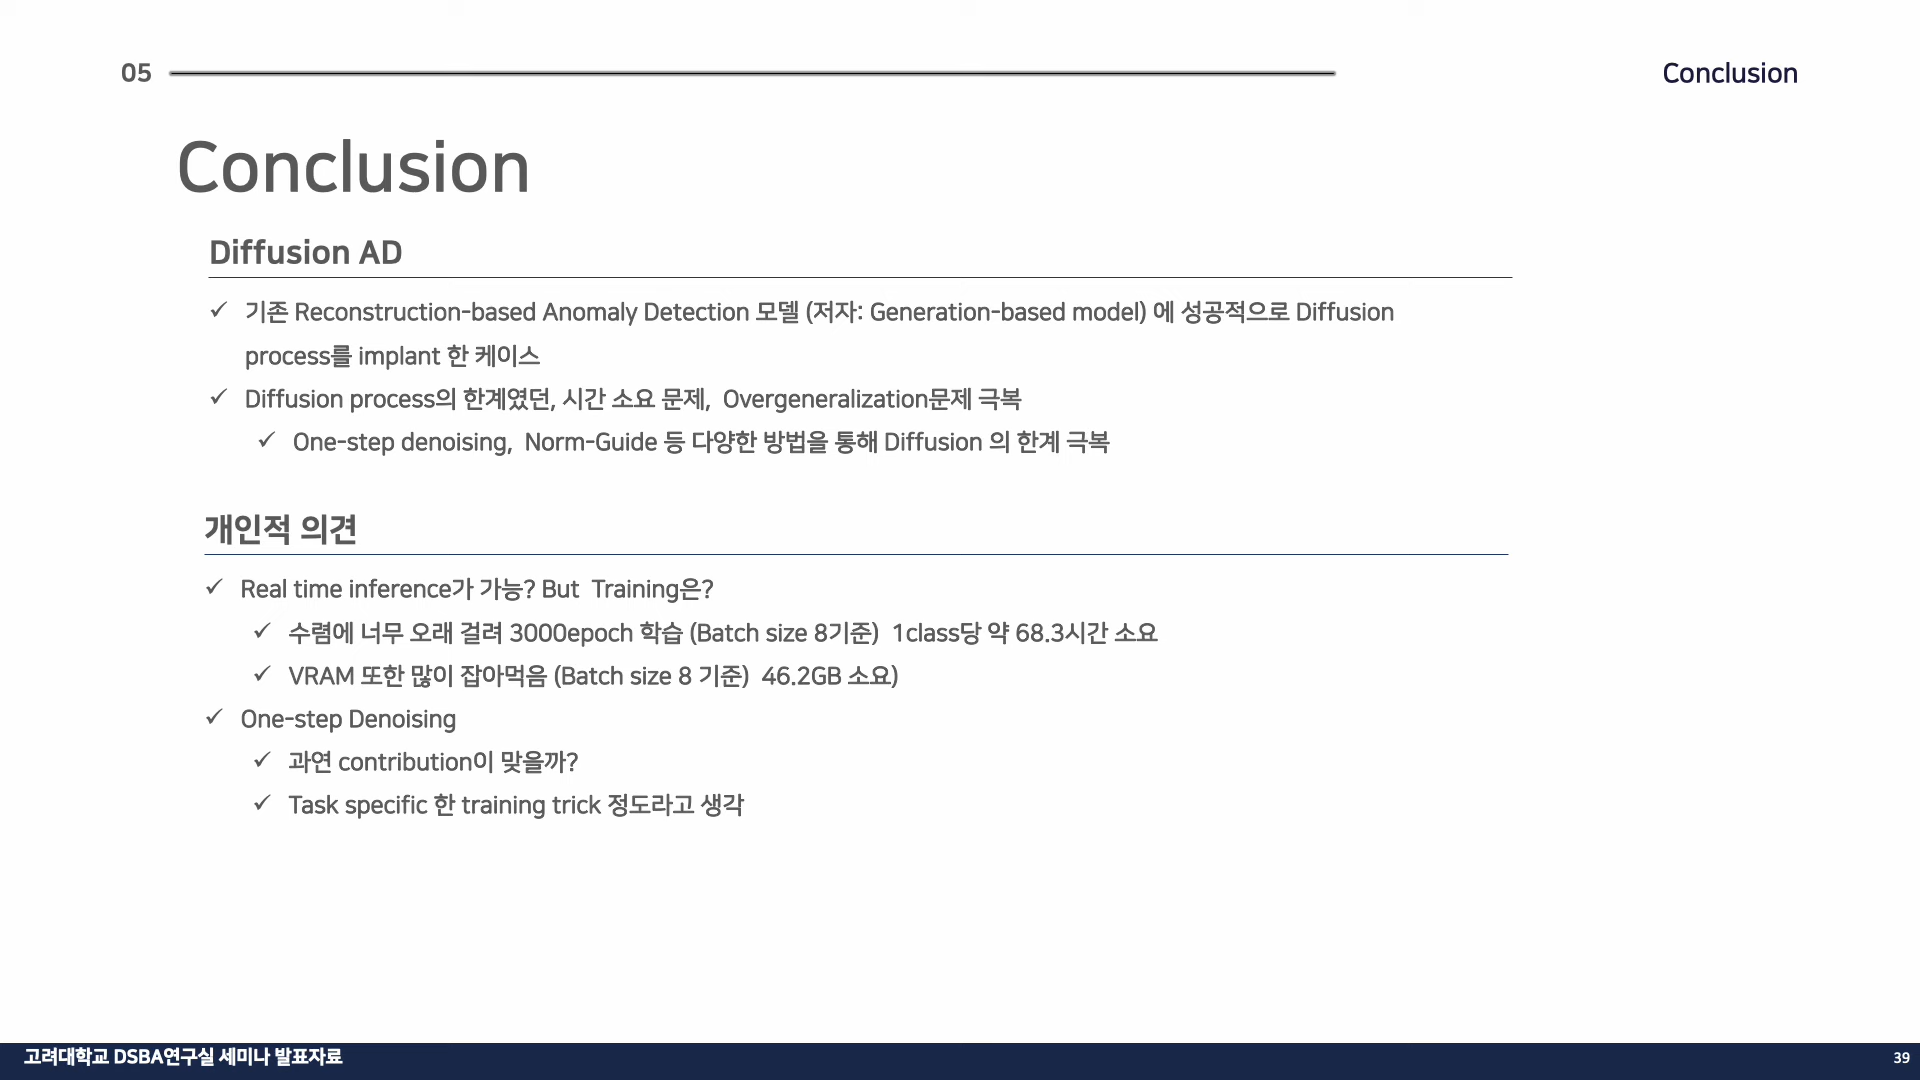 05
Conclusion
Conclusion
Diffusion AD
✓ 기존 Reconstruction-based Anomaly Detection 모델 (저자: Generation-based model) 에 성공적으로 Diffusion
process를 implant 한 케이스
✓ Diffusion process의 한계였던, 시간 소요 문제, Overgeneralization문제 극복
✓ One-step denoising, Norm-Guide 등 다양한 방법을 통해 Diffusion 의 한계 극복
개인적 의견
✓ Real time inference가 가능? But Training은?
✓ 수렴에 너무 오래 걸려 3000epoch 학습 (Batch size 8기준) 1class당 약 68.3시간 소요
✓ VRAM 또한 많이 잡아먹음 (Batch size 8 기준) 46.2GB 소요)
✓ One-step Denoising
✓ 과연 contribution이 맞을까?
✓ Task specific 한 training trick 정도라고 생각
고려대학교 DSBA연구실 세미나 발표자료
39